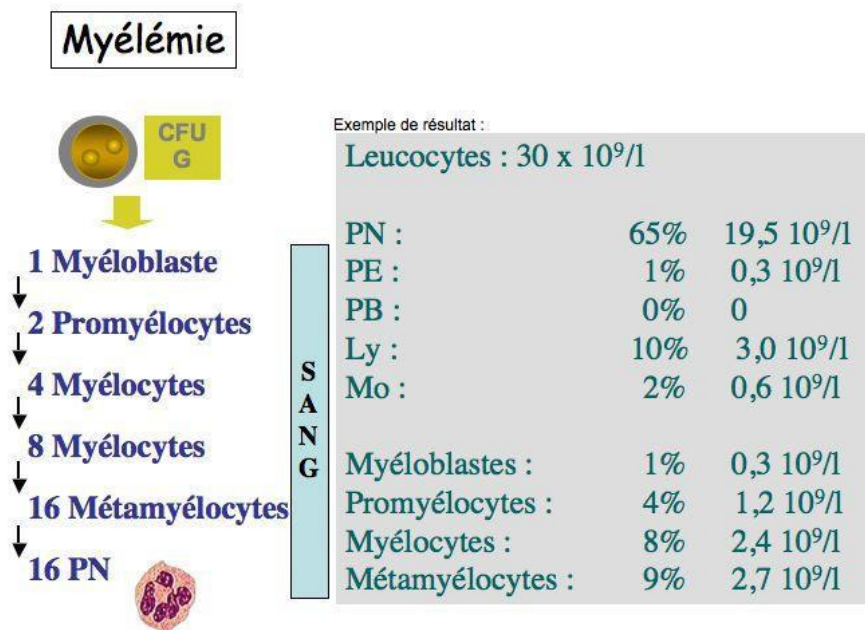 Myélémie
CFU
G
1 Myéloblaste
2 Promyélocytes
4 Myélocytes
8 Myélocytes
16 Métamyélocytes
16 PN
S
A
N
G
Exemple de résultat :
Leucocytes : 30 x 10⁹/l
PN : 65% 19,5 10⁹/l
PE : 1% 0,3 10⁹/l
PB : 0% 0
Ly : 10% 3,0 10⁹/l
Mo : 2% 0,6 10⁹/l
Myéloblastes : 1% 0,3 10⁹/l
Promyélocytes : 4% 1,2 10⁹/l
Myélocytes : 8% 2,4 10⁹/l
Métamyélocytes : 9% 2,7 10⁹/l